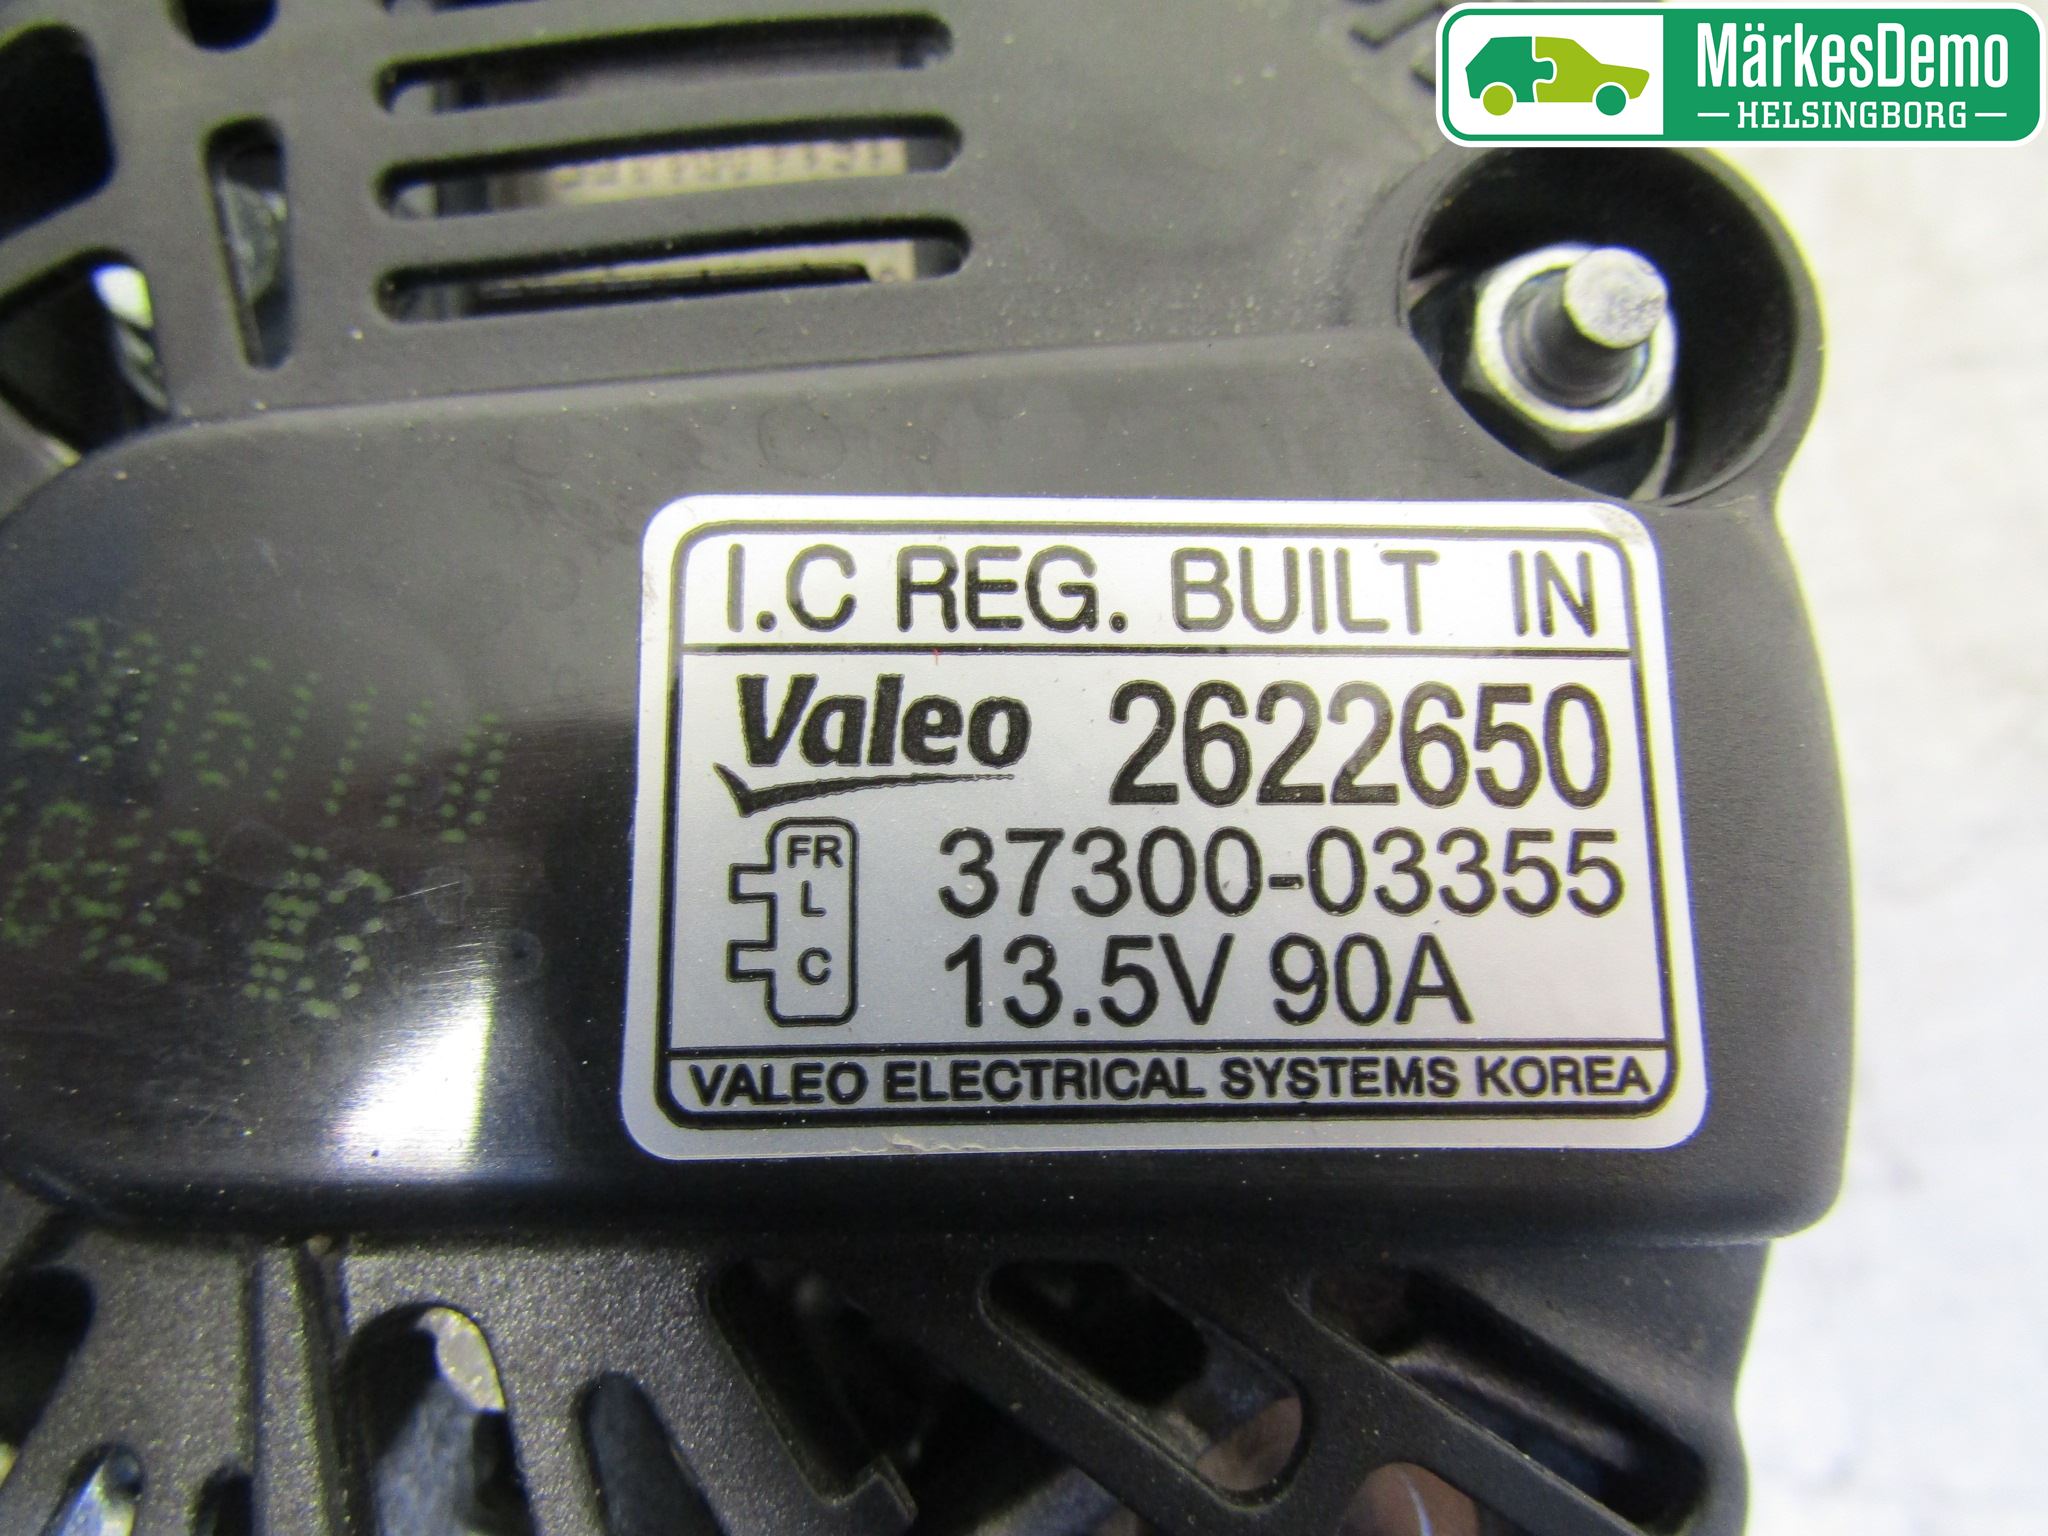 MärkesDemo
HELSINGBORG
I.C REG. BUILT IN
Valeo 2622650
FR
L
C
37300-03355
13.5V 90A
VALEO ELECTRICAL SYSTEMS KOREA